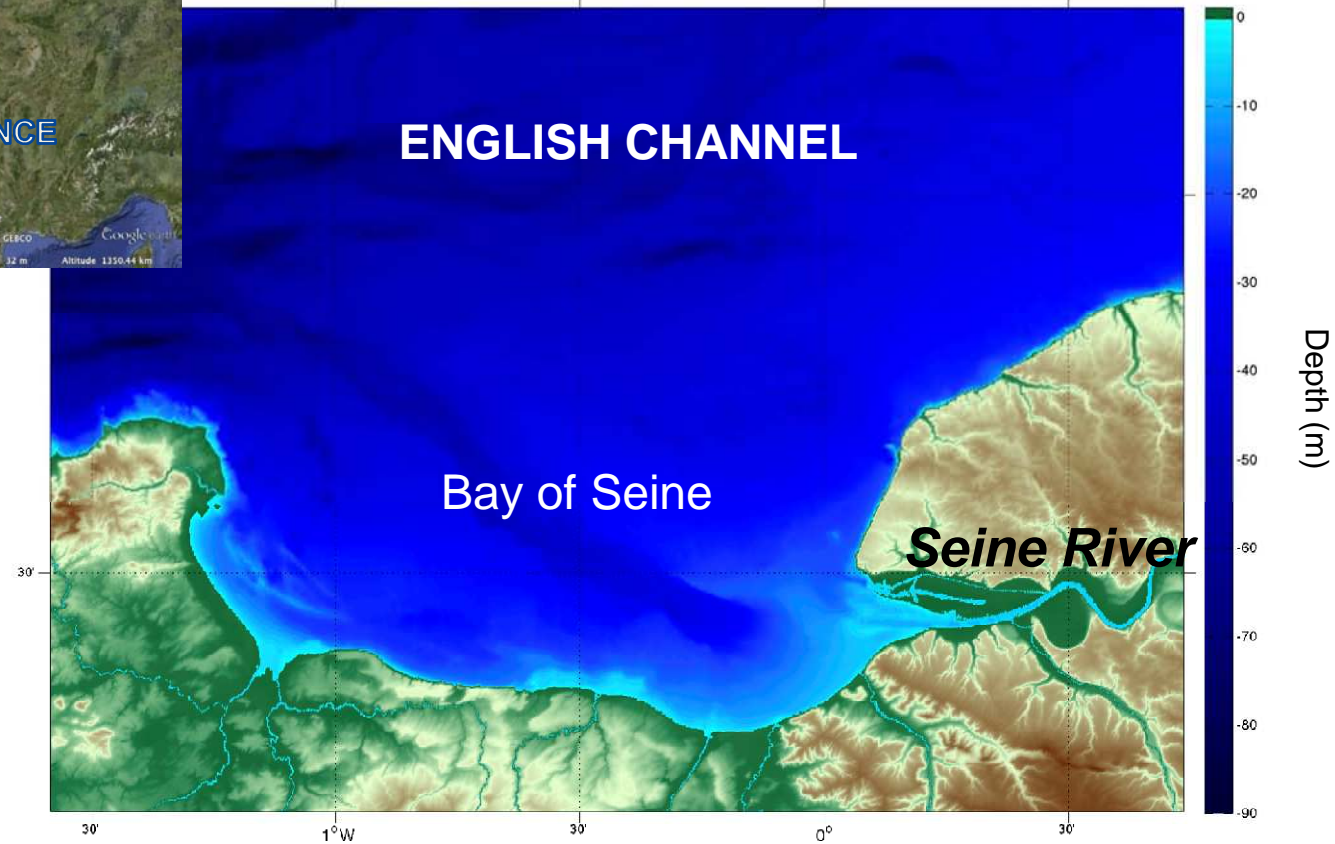 NCE
GEBCO
Google earth
32 m Altitude 1350.44 km
ENGLISH CHANNEL
Bay of Seine
Seine River
30'
30'
1°W
30'
0°
30'
0
-10
-20
-30
-40
-50
-60
-70
-80
-90
Depth (m)